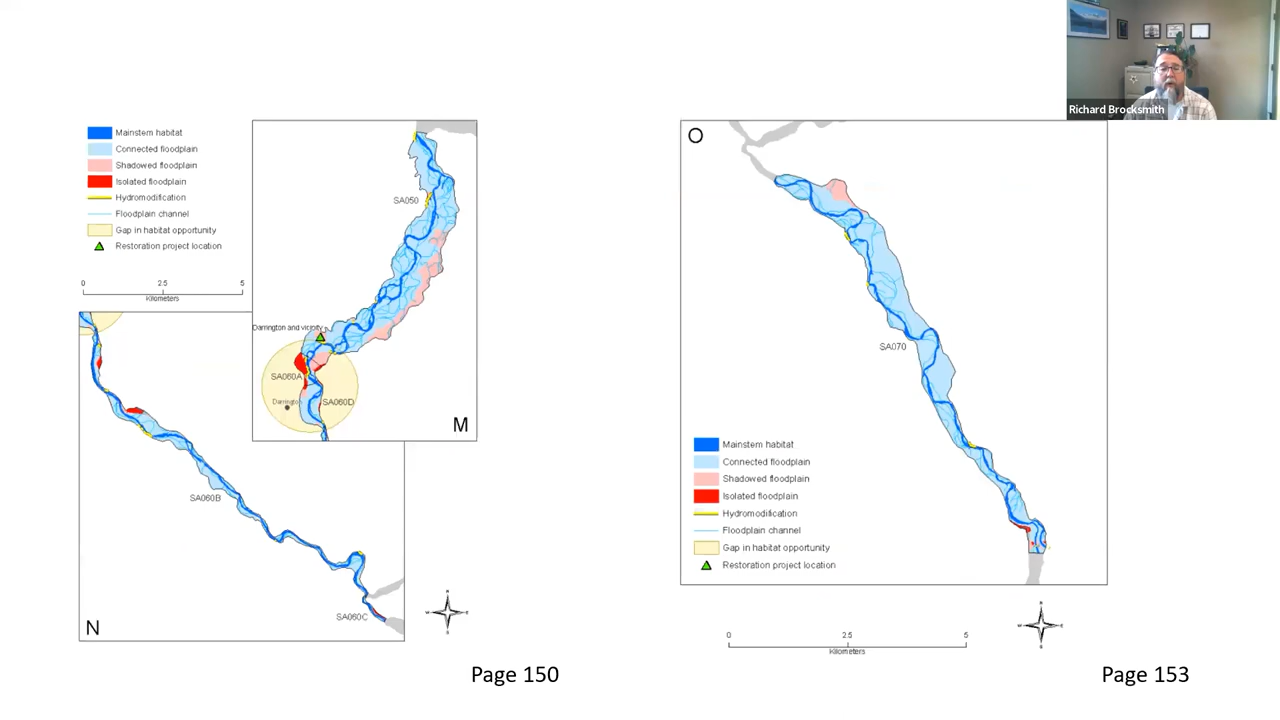 Richard Brocksmith
Mainstem habitat
Connected floodplain
Shadowed floodplain
Isolated floodplain
Hydromodification
Floodplain channel
Gap in habitat opportunity
Restoration project location
0 2.5 5
Kilometers
SA050
Darrington and vicinity
SA060A
SA060D
Darrington
M
SA060B
SA060C
N
N
W E
S
Page 150
O
SA070
Mainstem habitat
Connected floodplain
Shadowed floodplain
Isolated floodplain
Hydromodification
Floodplain channel
Gap in habitat opportunity
Restoration project location
N
W E
S
0 2.5 5
Kilometers
Page 153